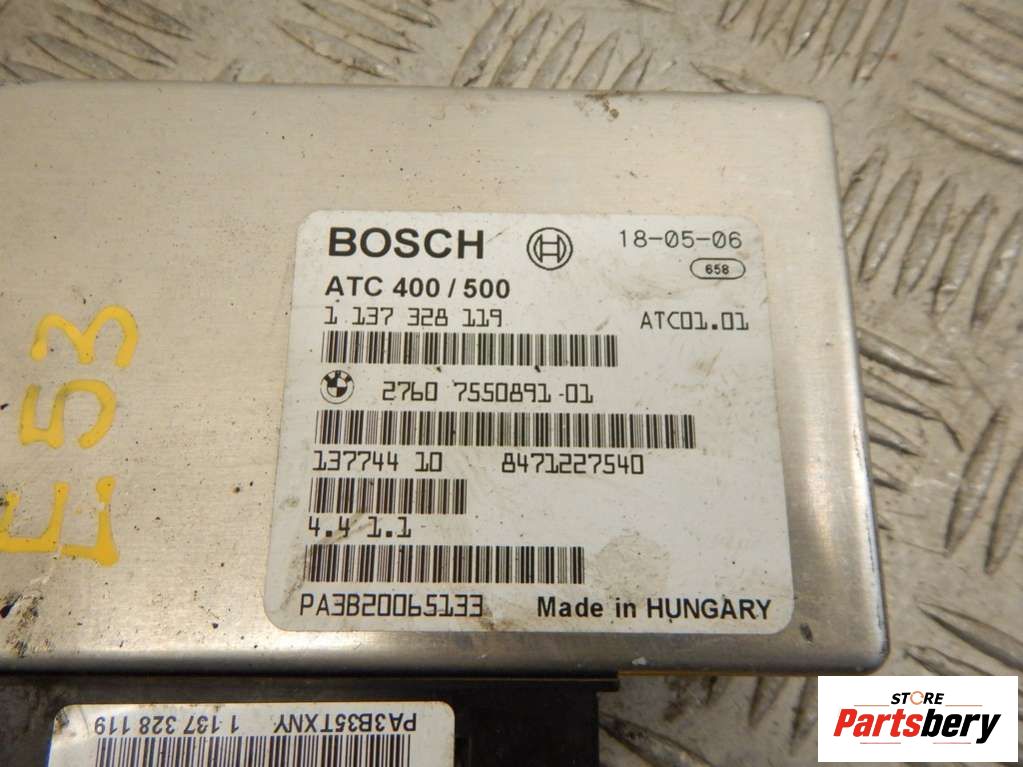 BOSCH
18-05-06
658
ATC 400 / 500
1 137 328 119
ATC01.01
2760 7550891-01
137744 10 8471227540
4.4 1.1
PA3B20065133
Made in HUNGARY
E53
PA3B35TXNY
1 137 328 119
STORE
Partsbery